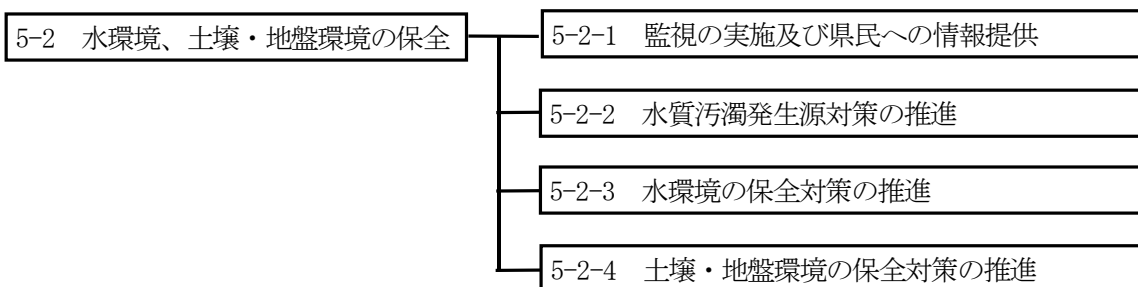 5-2　水環境、土壌・地盤環境の保全
5-2-1　監視の実施及び県民への情報提供
5-2-2　水質汚濁発生源対策の推進
5-2-3　水環境の保全対策の推進
5-2-4　土壌・地盤環境の保全対策の推進